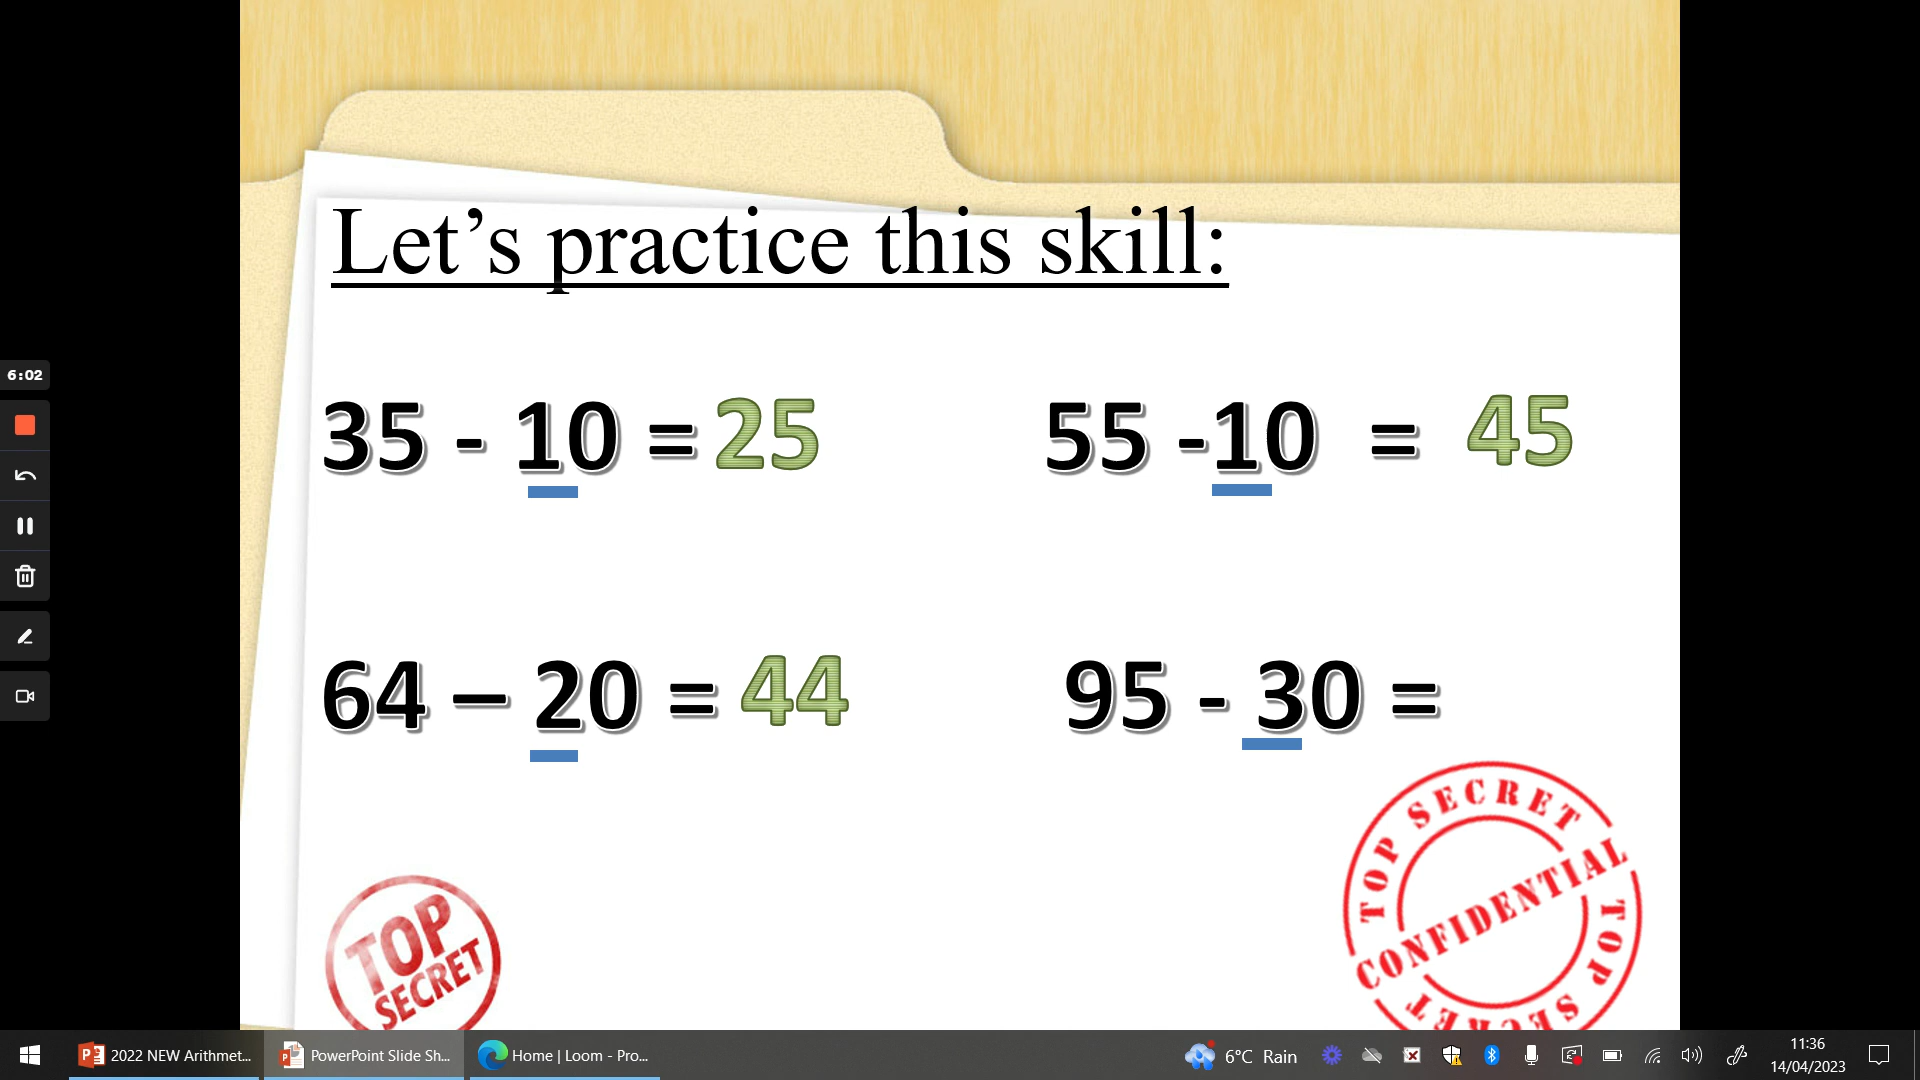 Let’s practice this skill:
35 - 10 = 25
55 -10 = 45
64 – 20 = 44
95 - 30 =
6:02
TOP SECRET
CONFIDENTIAL
TOP SECRET
TOP
SECRET
2022 NEW Arithmet...
PowerPoint Slide Sh...
Home | Loom - Pro...
6°C Rain
11:36
14/04/2023